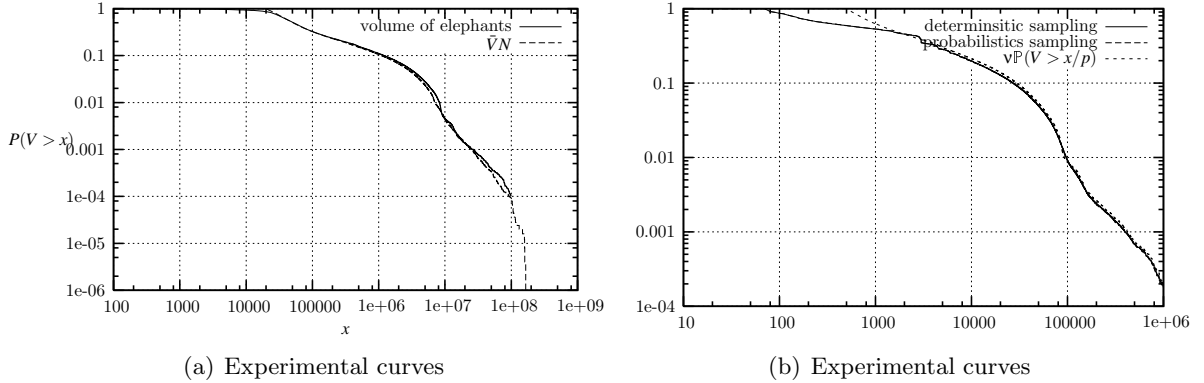 1
0.1
0.01
0.001
1e-04
1e-05
1e-06
P(V > x)
volume of elephants
V̄N
100 1000 10000 100000 1e+06 1e+07 1e+08 1e+09
x
(a) Experimental curves
1
0.1
0.01
0.001
1e-04
determinsitic sampling
probabilistics sampling
νℙ(V > x/p)
10 100 1000 10000 100000 1e+06
(b) Experimental curves